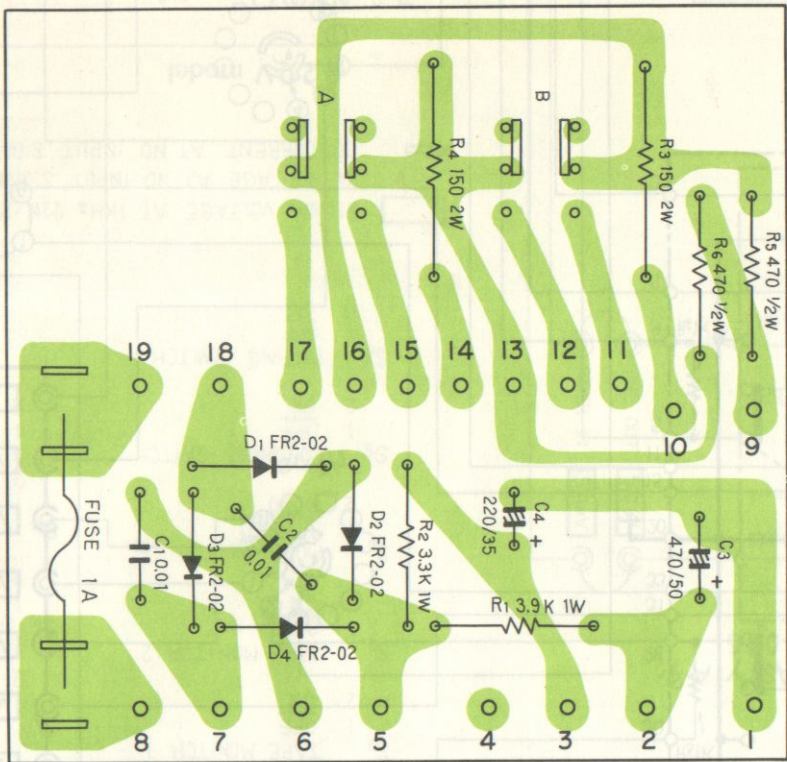 A
B
R4 150 2W
R3 150 2W
R6 470 ½W
R5 470 ½W
19 18 17 16 15 14 13 12 11 10 9
D1 FR2-02
FUSE 1A
C1 0.01
D3 FR2-02
C2 0.01
D2 FR2-02
R2 3.3K 1W
C4 220/35 +
C3 470/50 +
R1 3.9K 1W
D4 FR2-02
8 7 6 5 4 3 2 1